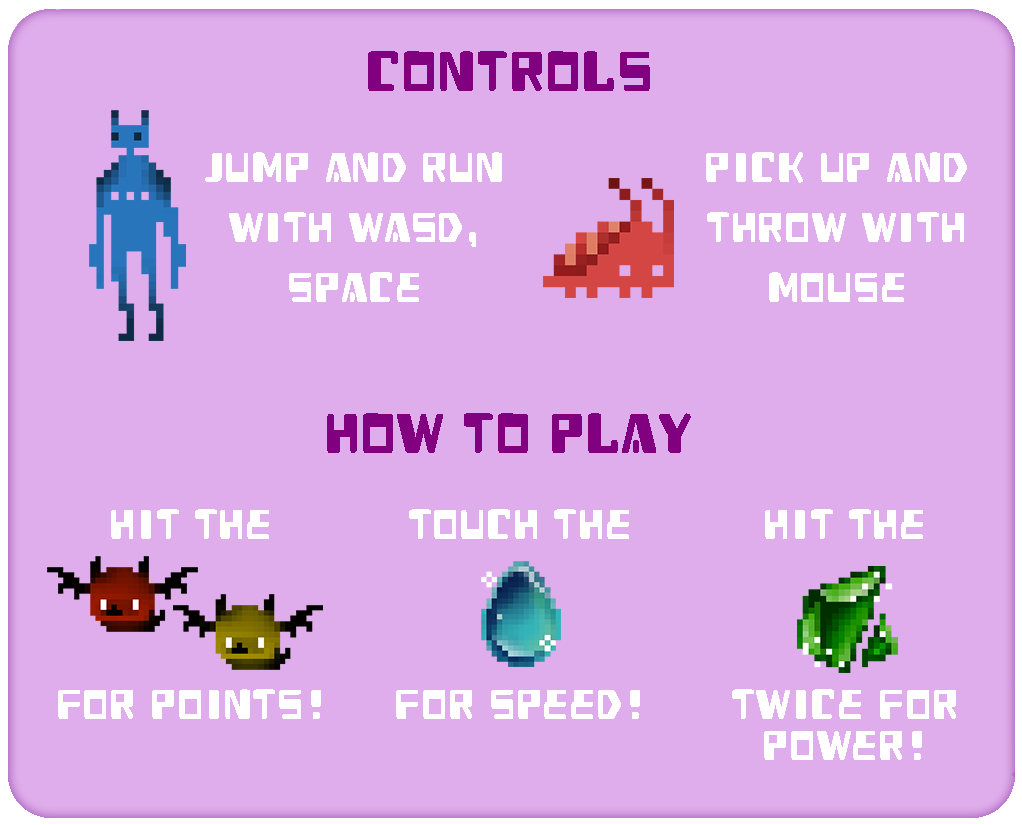 CONTROLS
JUMP AND RUN
WITH WASD,
SPACE
PICK UP AND
THROW WITH
MOUSE
HOW TO PLAY
HIT THE
FOR POINTS!
TOUCH THE
FOR SPEED!
HIT THE
TWICE FOR
POWER!